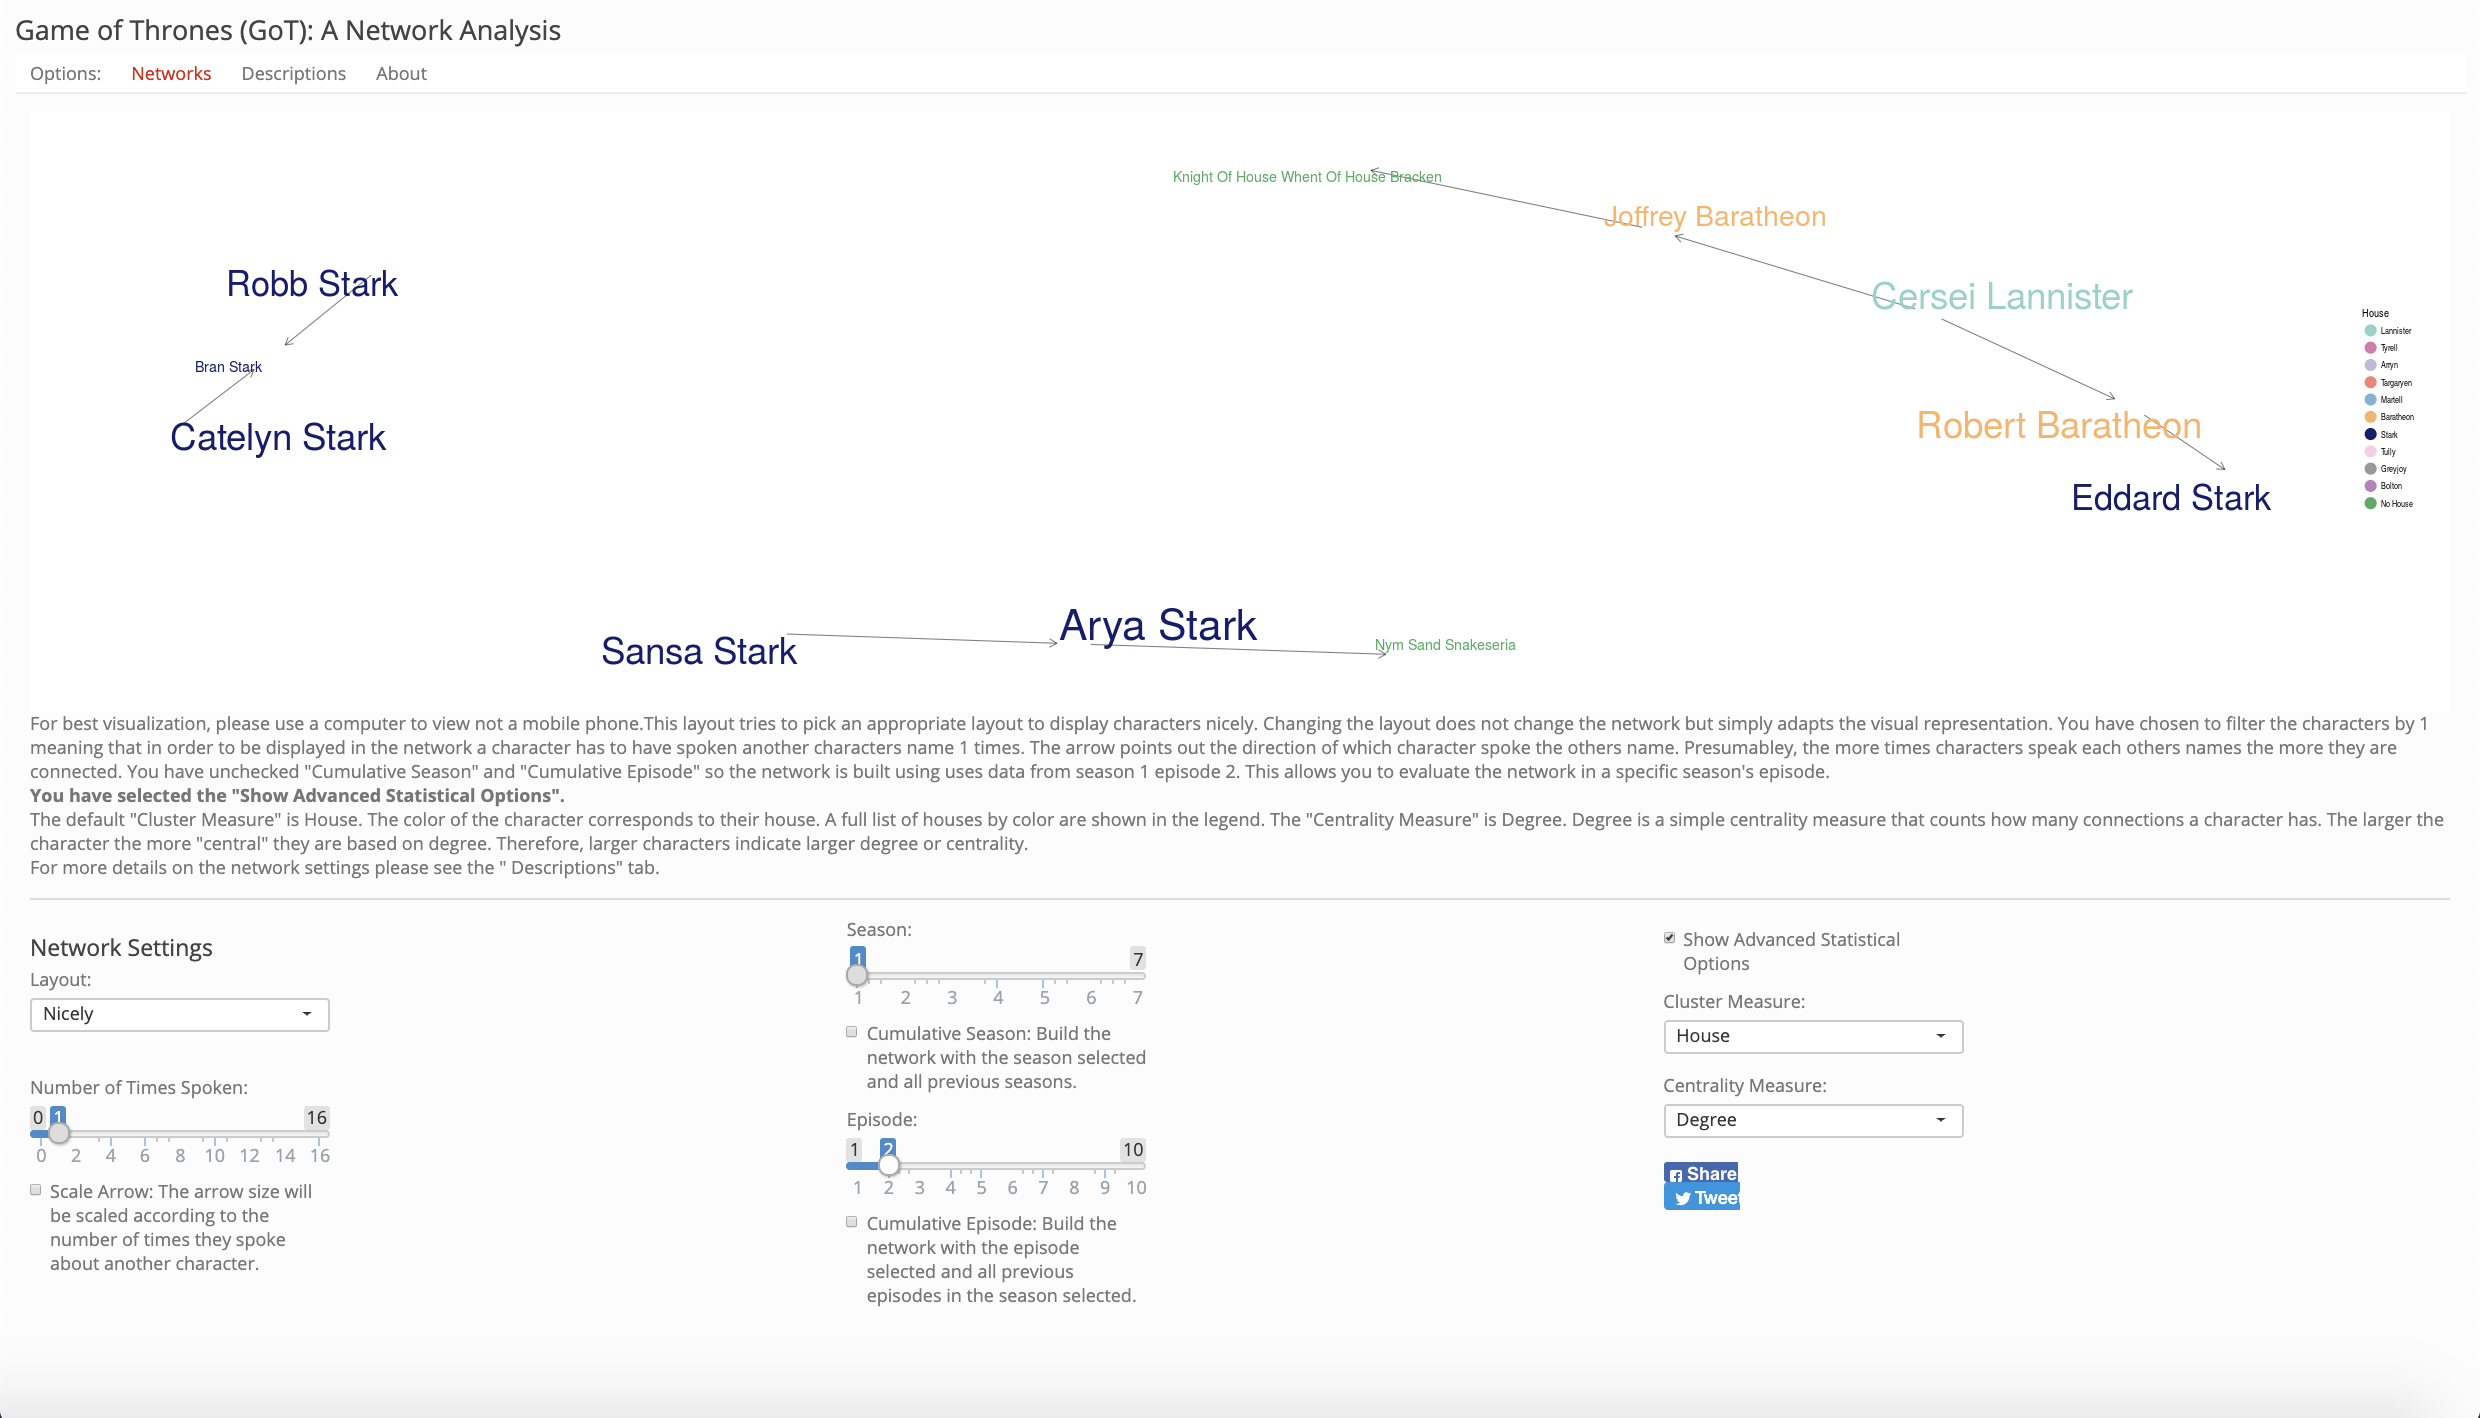 Game of Thrones (GoT): A Network Analysis
Options: Networks Descriptions About
Knight Of House Whent Of House Bracken
Joffrey Baratheon
Robb Stark
Cersei Lannister
House
Lannister
Tyrell
Arryn
Targaryen
Martell
Baratheon
Stark
Tully
Greyjoy
Bolton
No House
Bran Stark
Catelyn Stark
Robert Baratheon
Eddard Stark
Arya Stark
Sansa Stark
Nym Sand Snakeseria
For best visualization, please use a computer to view not a mobile phone.This layout tries to pick an appropriate layout to display characters nicely. Changing the layout does not change the network but simply adapts the visual representation. You have chosen to filter the characters by 1
meaning that in order to be displayed in the network a character has to have spoken another characters name 1 times. The arrow points out the direction of which character spoke the others name. Presumabley, the more times characters speak each others names the more they are
connected. You have unchecked "Cumulative Season" and "Cumulative Episode" so the network is built using uses data from season 1 episode 2. This allows you to evaluate the network in a specific season's episode.
You have selected the "Show Advanced Statistical Options".
The default "Cluster Measure" is House. The color of the character corresponds to their house. A full list of houses by color are shown in the legend. The "Centrality Measure" is Degree. Degree is a simple centrality measure that counts how many connections a character has. The larger the
character the more "central" they are based on degree. Therefore, larger characters indicate larger degree or centrality.
For more details on the network settings please see the " Descriptions" tab.
Network Settings
Layout:
Nicely
Number of Times Spoken:
0 1 16
0 2 4 6 8 10 12 14 16
Scale Arrow: The arrow size will
be scaled according to the
number of times they spoke
about another character.
Season:
1 7
1 2 3 4 5 6 7
Cumulative Season: Build the
network with the season selected
and all previous seasons.
Episode:
1 2 10
1 2 3 4 5 6 7 8 9 10
Cumulative Episode: Build the
network with the episode
selected and all previous
episodes in the season selected.
Show Advanced Statistical
Options
Cluster Measure:
House
Centrality Measure:
Degree
Share
Tweet